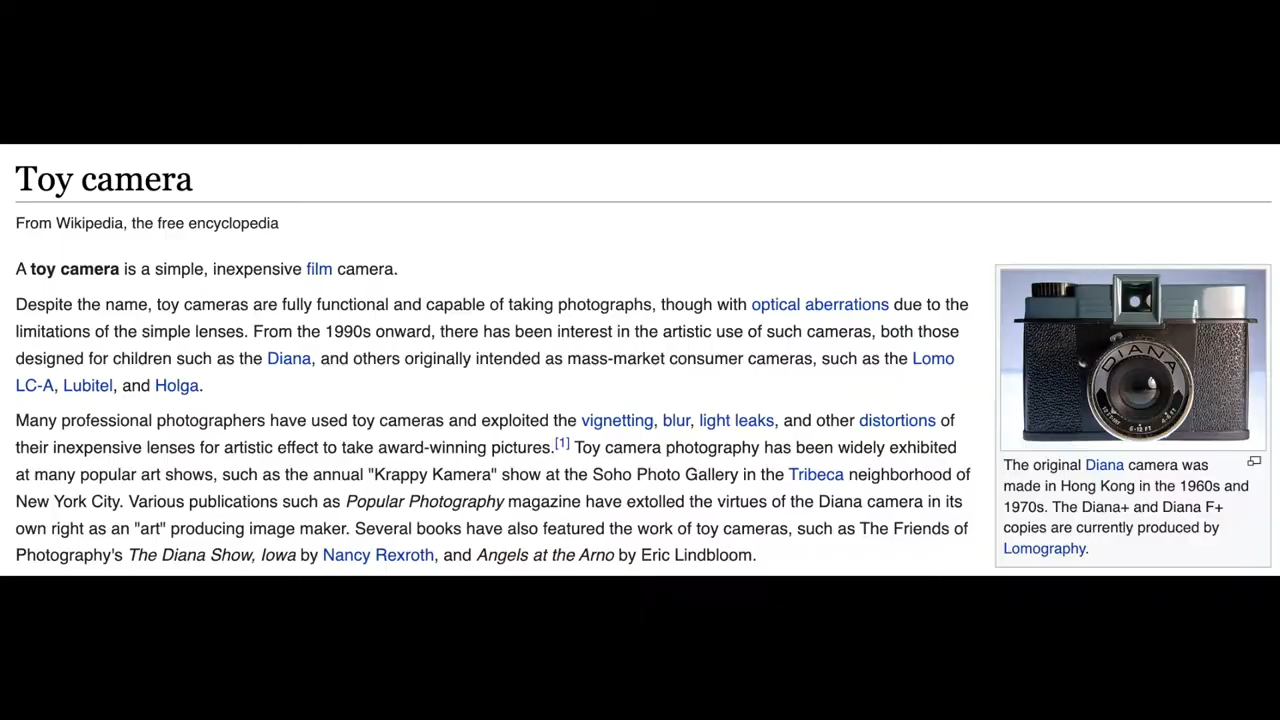 Toy camera
From Wikipedia, the free encyclopedia
A toy camera is a simple, inexpensive film camera.
Despite the name, toy cameras are fully functional and capable of taking photographs, though with optical aberrations due to the
limitations of the simple lenses. From the 1990s onward, there has been interest in the artistic use of such cameras, both those
designed for children such as the Diana, and others originally intended as mass-market consumer cameras, such as the Lomo
LC-A, Lubitel, and Holga.
Many professional photographers have used toy cameras and exploited the vignetting, blur, light leaks, and other distortions of
their inexpensive lenses for artistic effect to take award-winning pictures.[1] Toy camera photography has been widely exhibited
at many popular art shows, such as the annual "Krappy Kamera" show at the Soho Photo Gallery in the Tribeca neighborhood of
New York City. Various publications such as Popular Photography magazine have extolled the virtues of the Diana camera in its
own right as an "art" producing image maker. Several books have also featured the work of toy cameras, such as The Friends of
Photography's The Diana Show, Iowa by Nancy Rexroth, and Angels at the Arno by Eric Lindbloom.
DIANA
6-12 FT
The original Diana camera was
made in Hong Kong in the 1960s and
1970s. The Diana+ and Diana F+
copies are currently produced by
Lomography.